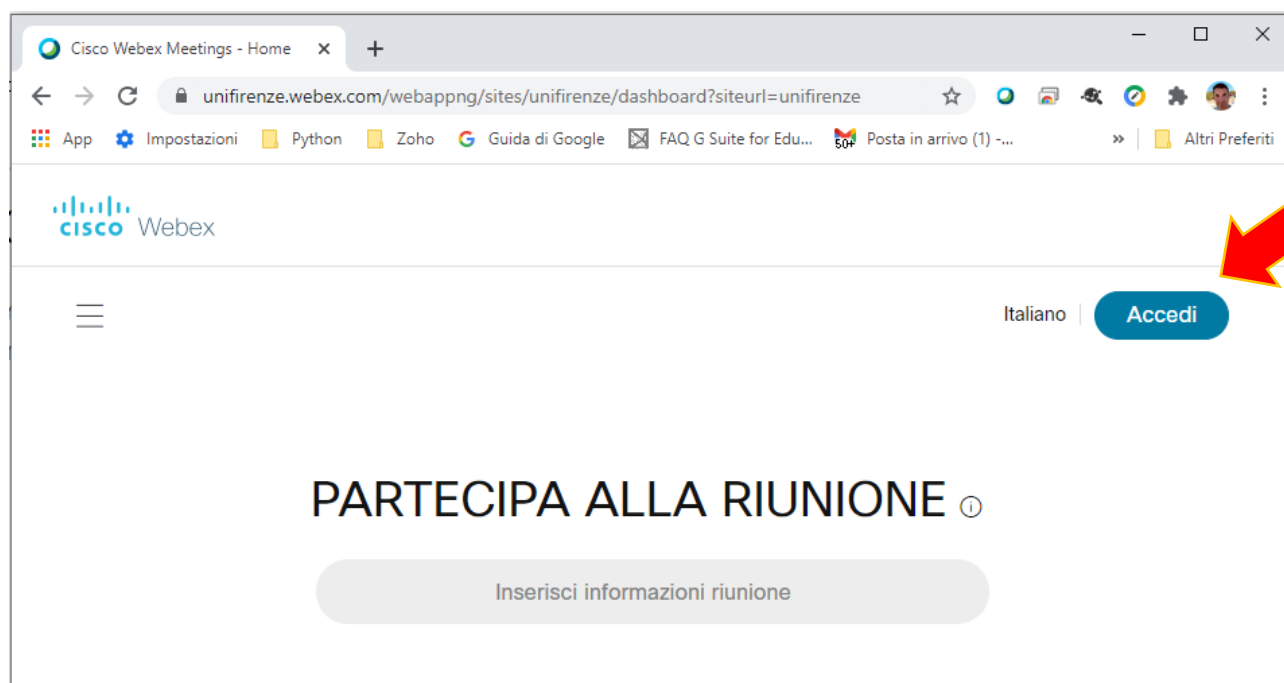 Cisco Webex Meetings - Home
unifirenze.webex.com/webappng/sites/unifirenze/dashboard?siteurl=unifirenze
App Impostazioni Python Zoho Guida di Google FAQ G Suite for Edu... 50+ Posta in arrivo (1) -... » Altri Preferiti
cisco Webex
Italiano Accedi
PARTECIPA ALLA RIUNIONE
Inserisci informazioni riunione